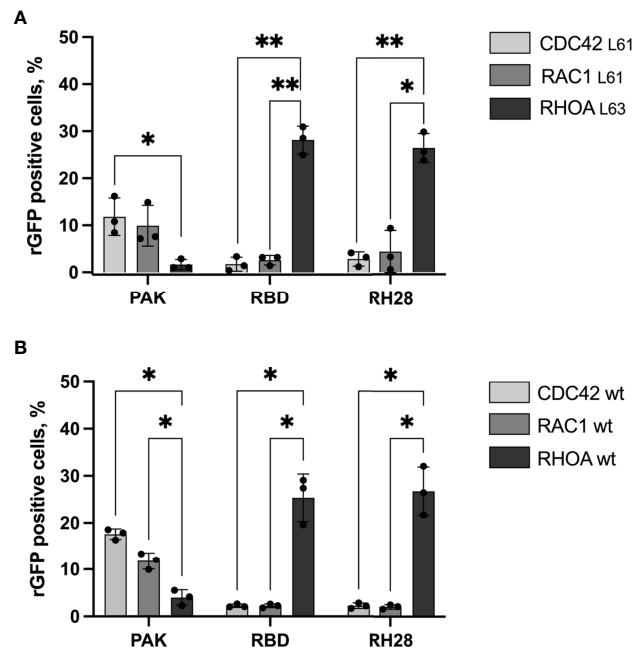 A
rGFP positive cells, %
50
40
30
20
10
0
*
**
**
**
*
PAK
RBD
RH28
CDC42 L61
RAC1 L61
RHOA L63
B
rGFP positive cells, %
50
40
30
20
10
0
*
*
*
*
*
*
PAK
RBD
RH28
CDC42 wt
RAC1 wt
RHOA wt